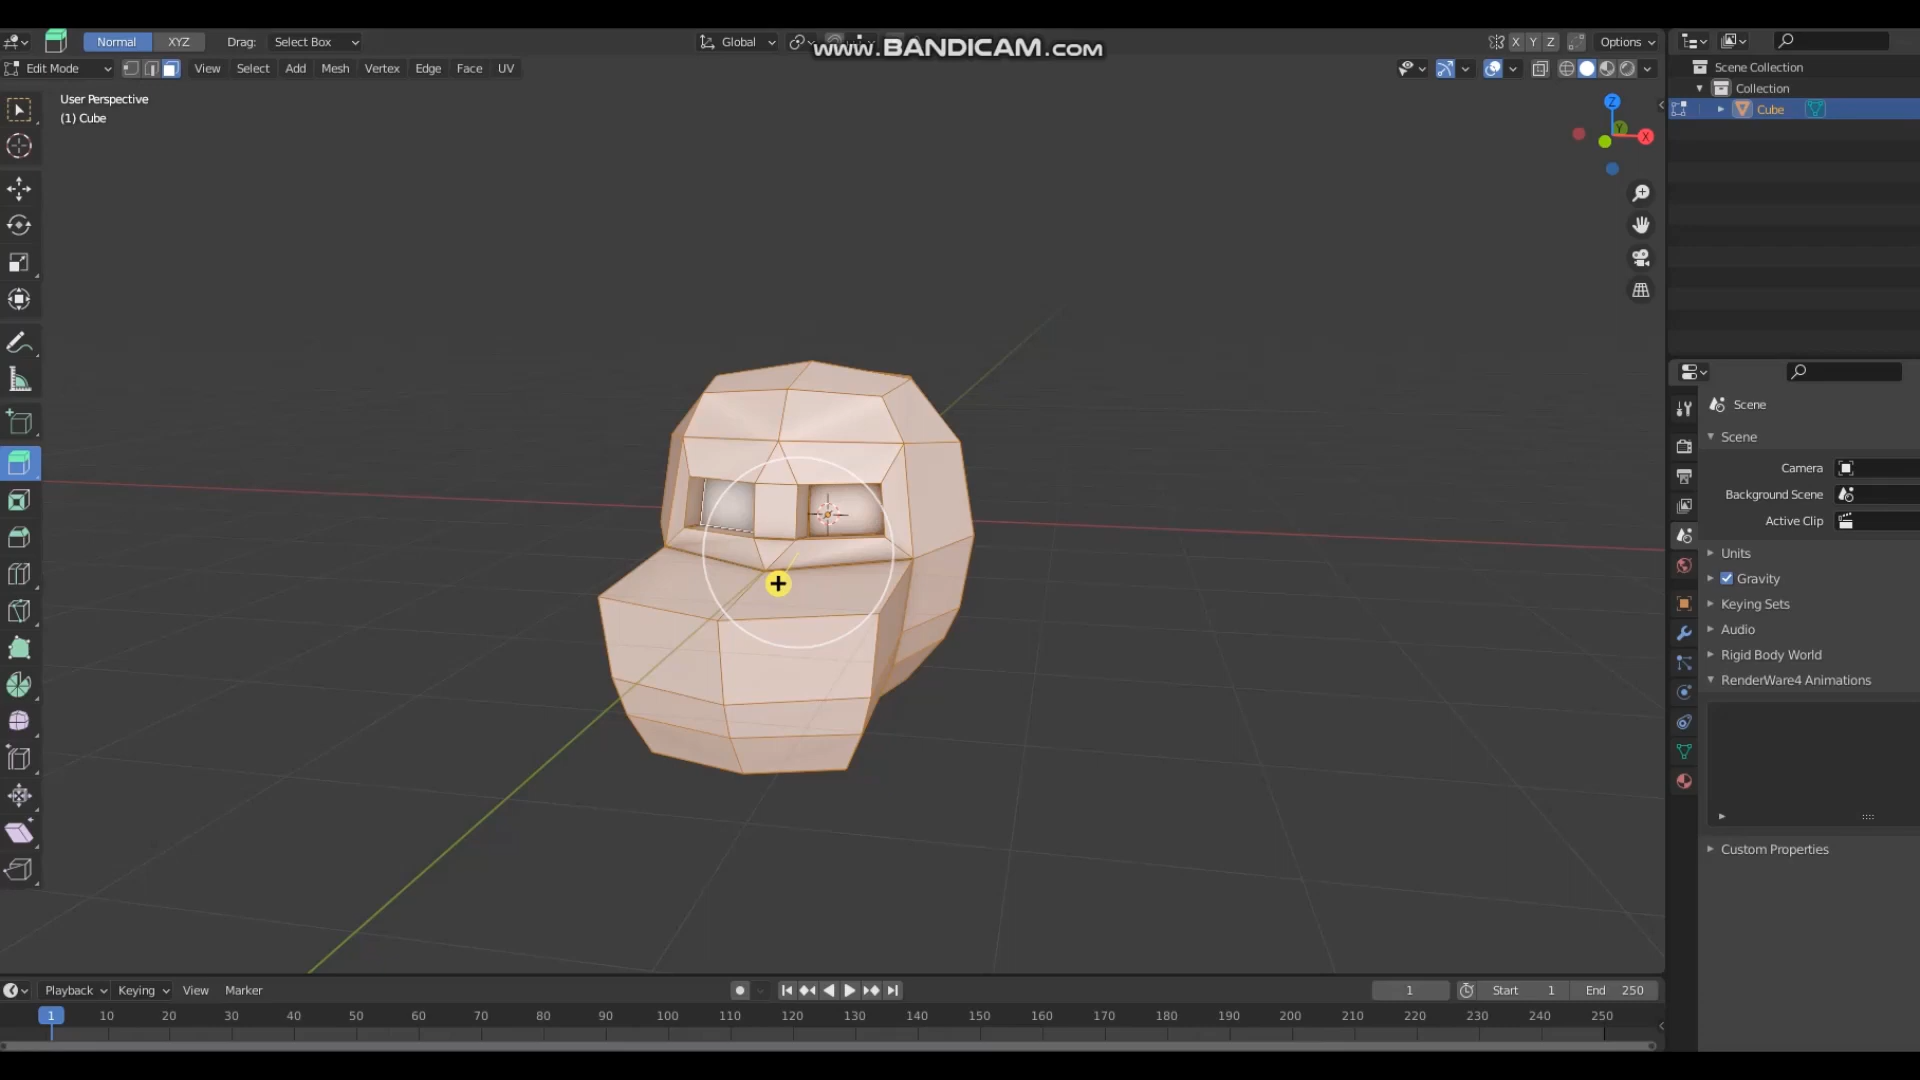 Normal XYZ Drag: Select Box Global www.BANDICAM.com X Y Z Options
Edit Mode View Select Add Mesh Vertex Edge Face UV
User Perspective
(1) Cube
Z
Y
X
Scene Collection
Collection
Cube
Scene
Scene
Camera
Background Scene
Active Clip
Units
Gravity
Keying Sets
Audio
Rigid Body World
RenderWare4 Animations
Custom Properties
Playback Keying View Marker 1 Start 1 End 250
1 10 20 30 40 50 60 70 80 90 100 110 120 130 140 150 160 170 180 190 200 210 220 230 240 250